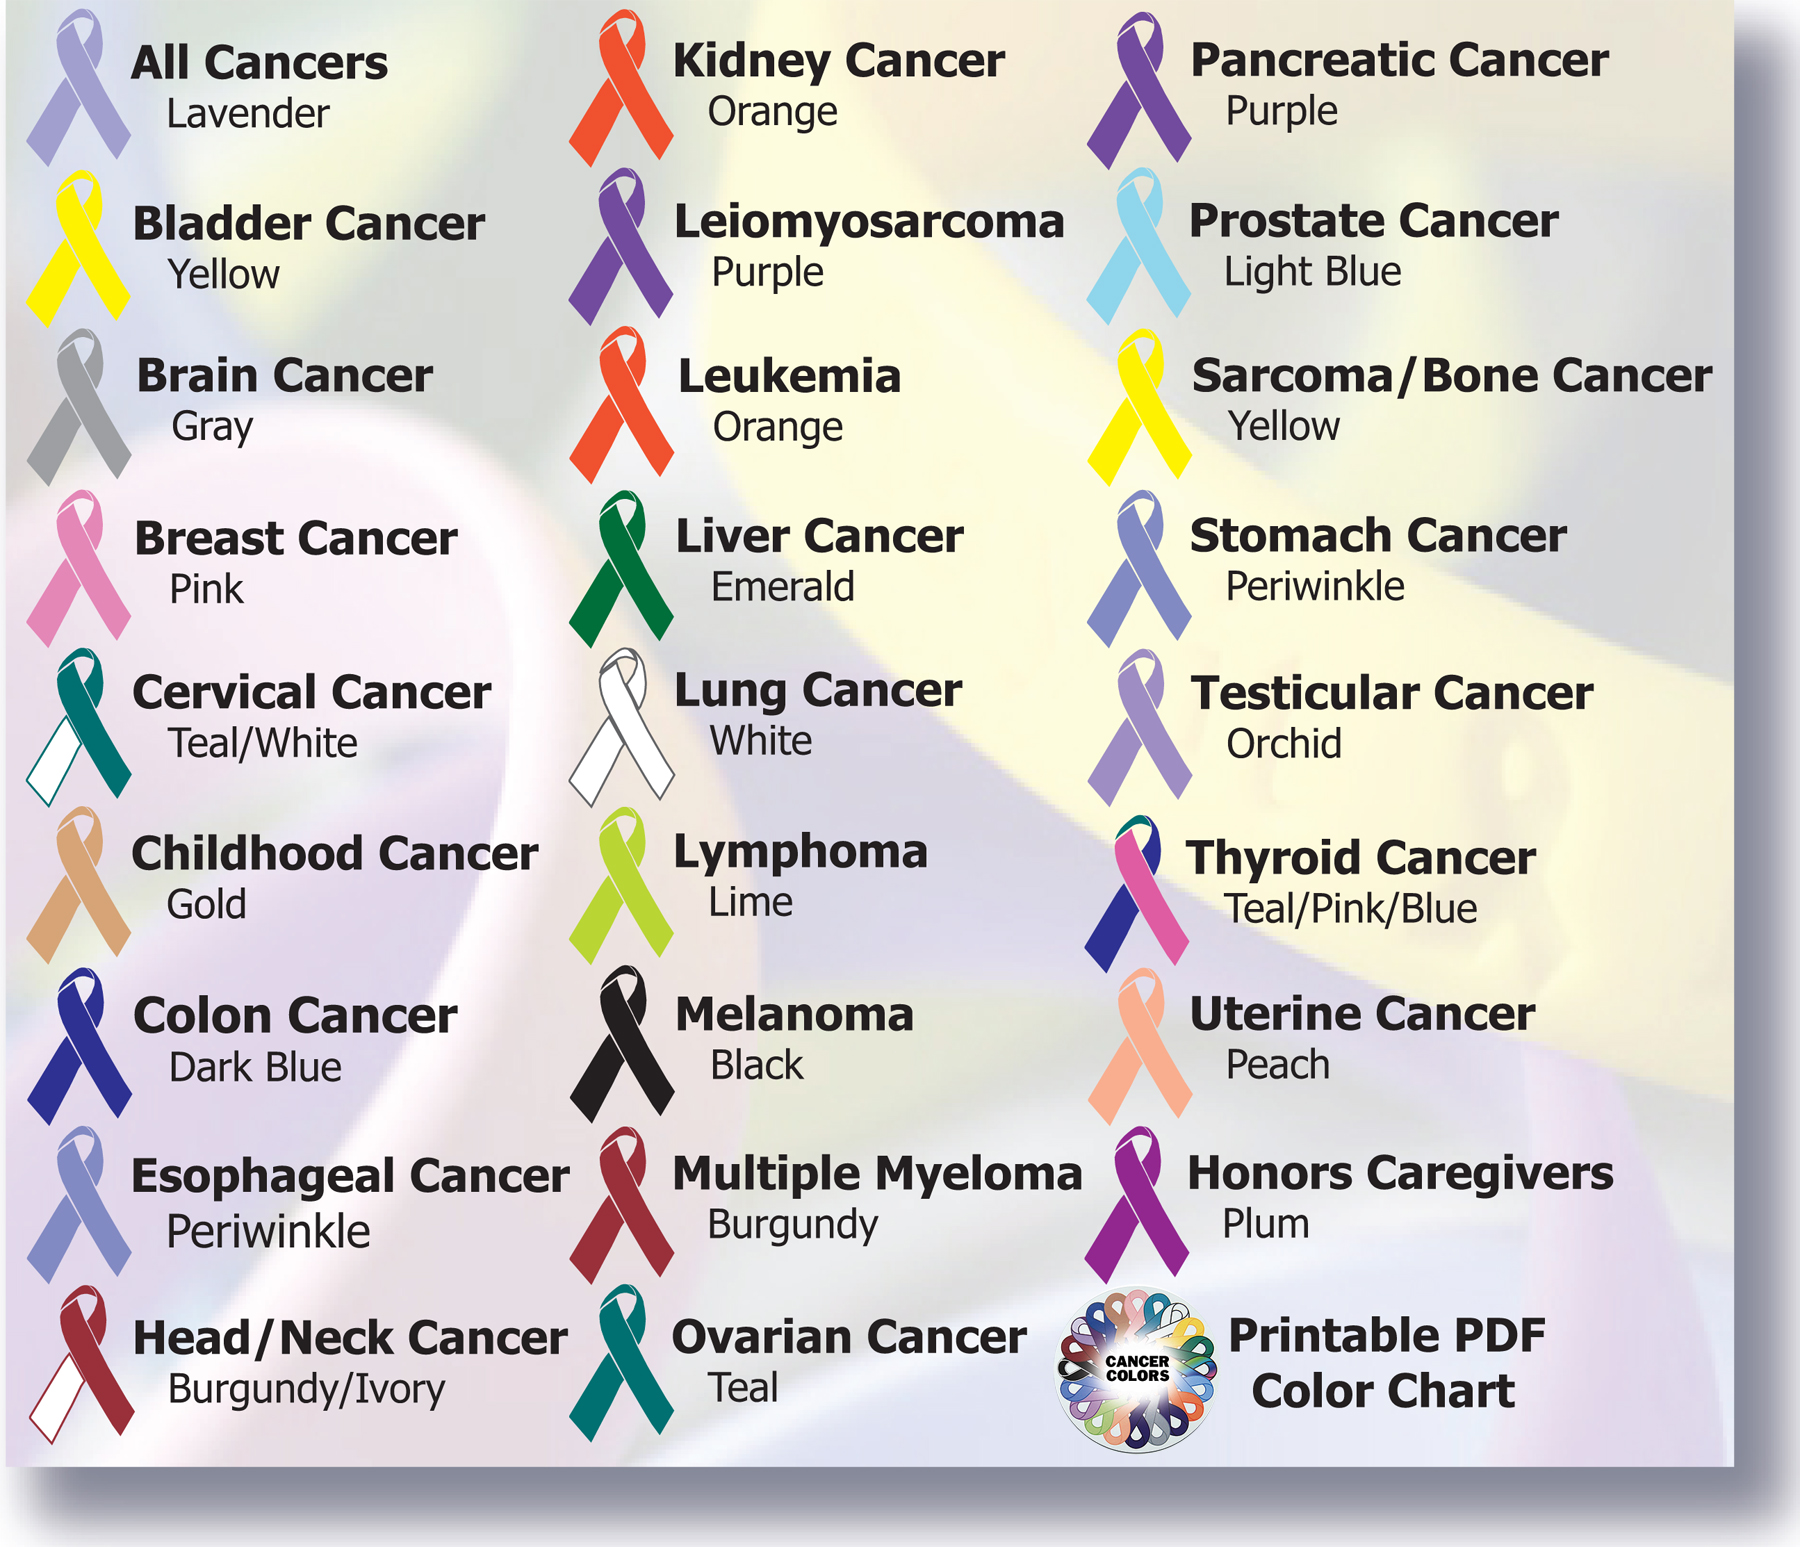 All Cancers
Lavender
Bladder Cancer
Yellow
Brain Cancer
Gray
Breast Cancer
Pink
Cervical Cancer
Teal/White
Childhood Cancer
Gold
Colon Cancer
Dark Blue
Esophageal Cancer
Periwinkle
Head/Neck Cancer
Burgundy/Ivory
Kidney Cancer
Orange
Leiomyosarcoma
Purple
Leukemia
Orange
Liver Cancer
Emerald
Lung Cancer
White
Lymphoma
Lime
Melanoma
Black
Multiple Myeloma
Burgundy
Ovarian Cancer
Teal
Pancreatic Cancer
Purple
Prostate Cancer
Light Blue
Sarcoma/Bone Cancer
Yellow
Stomach Cancer
Periwinkle
Testicular Cancer
Orchid
Thyroid Cancer
Teal/Pink/Blue
Uterine Cancer
Peach
Honors Caregivers
Plum
CANCER
COLORS
Printable PDF
Color Chart